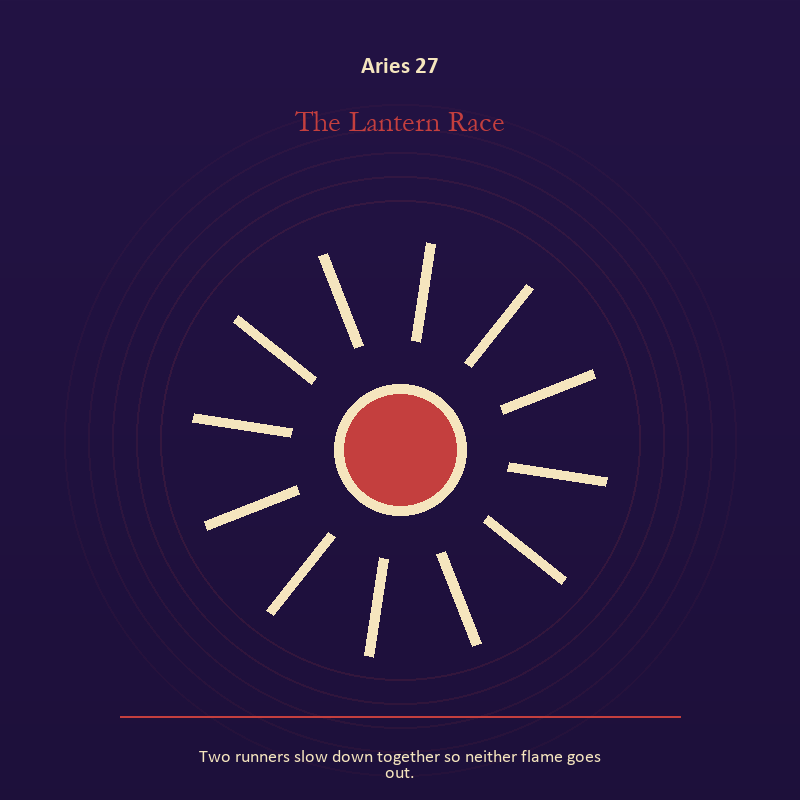 Aries 27
The Lantern Race
Two runners slow down together so neither flame goes
out.